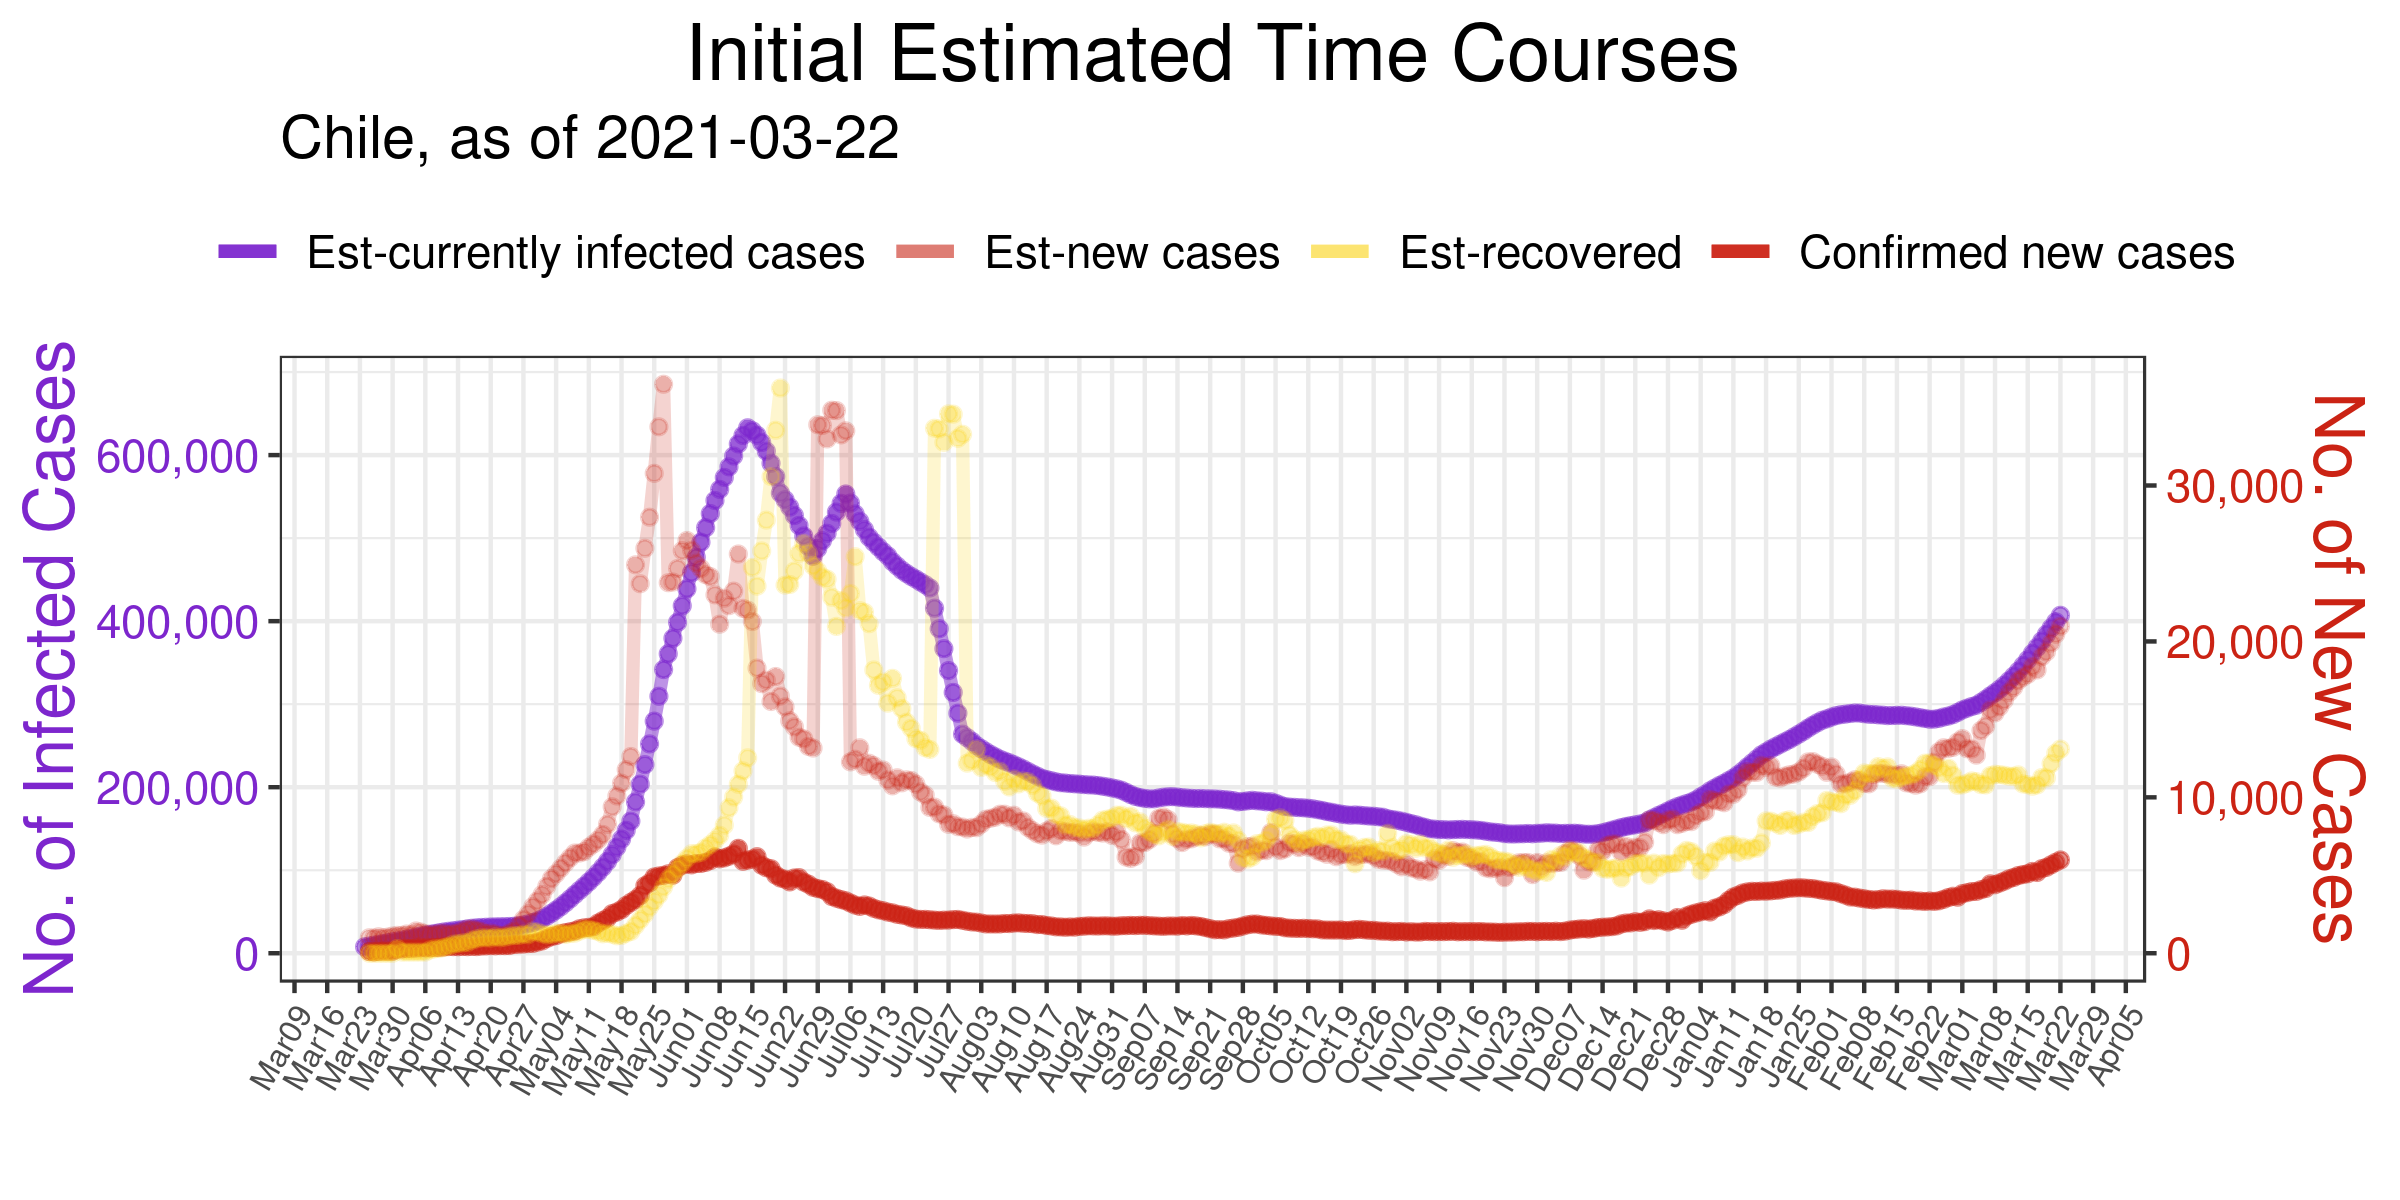 Initial Estimated Time Courses
Chile, as of 2021-03-22
Est-currently infected cases Est-new cases Est-recovered Confirmed new cases
No. of Infected Cases
600,000
400,000
200,000
0
30,000
20,000
10,000
0
No. of New Cases
Mar09 Mar16 Mar23 Mar30 Apr06 Apr13 Apr20 Apr27 May04 May11 May18 May25 Jun01 Jun08 Jun15 Jun22 Jun29 Jul06 Jul13 Jul20 Jul27 Aug03 Aug10 Aug17 Aug24 Aug31 Sep07 Sep14 Sep21 Sep28 Oct05 Oct12 Oct19 Oct26 Nov02 Nov09 Nov16 Nov23 Nov30 Dec07 Dec14 Dec21 Dec28 Jan04 Jan11 Jan18 Jan25 Feb01 Feb08 Feb15 Feb22 Mar01 Mar08 Mar15 Mar22 Mar29 Apr05